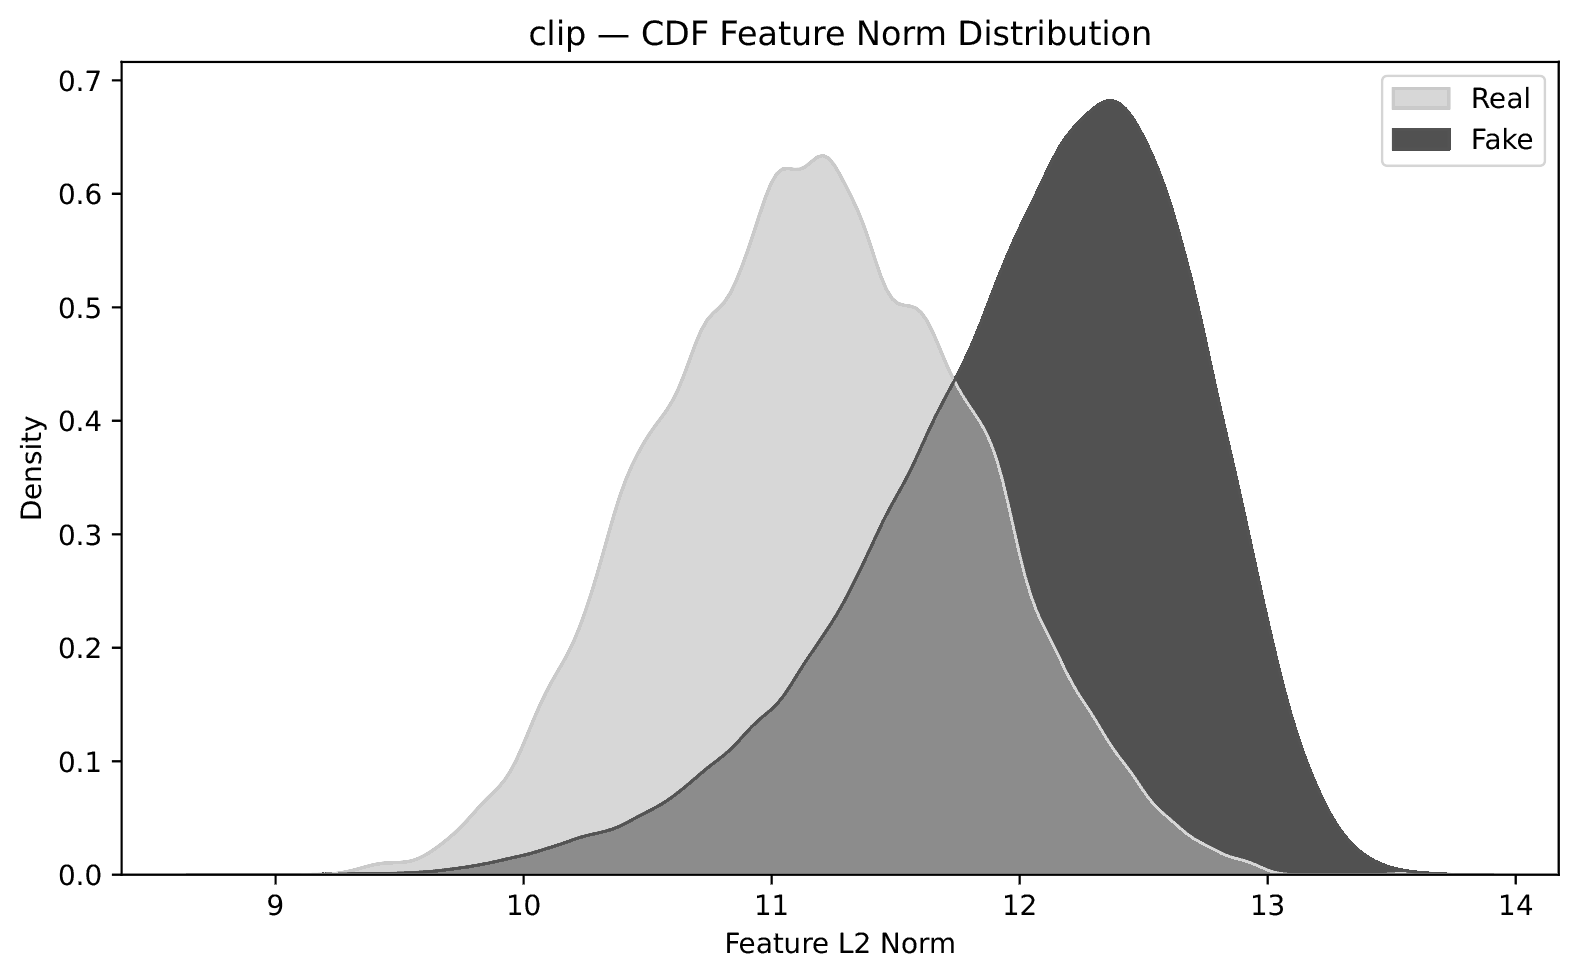 clip — CDF Feature Norm Distribution
Real
Fake
Density
0.7
0.6
0.5
0.4
0.3
0.2
0.1
0.0
9 10 11 12 13 14
Feature L2 Norm